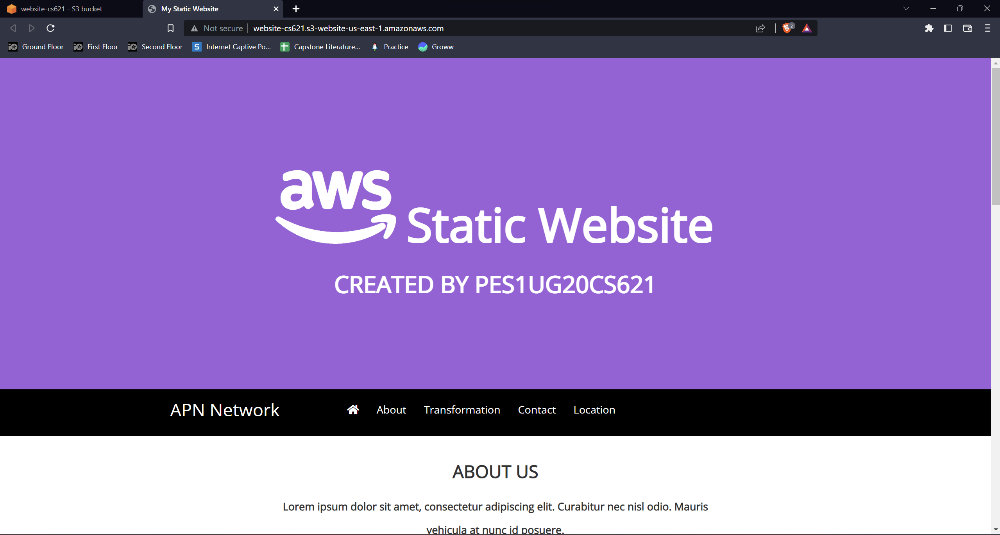 website-cs621 - S3 bucket
My Static Website
Not secure
website-cs621.s3-website-us-east-1.amazonaws.com
2
Ground Floor
First Floor
Second Floor
S
Internet Captive Po...
Capstone Literature...
Practice
Groww
aws
Static Website
CREATED BY PES1UG20CS621
APN Network
About
Transformation
Contact
Location
ABOUT US
Lorem ipsum dolor sit amet, consectetur adipiscing elit. Curabitur nec nisl odio. Mauris
vehicula at nunc id posuere.